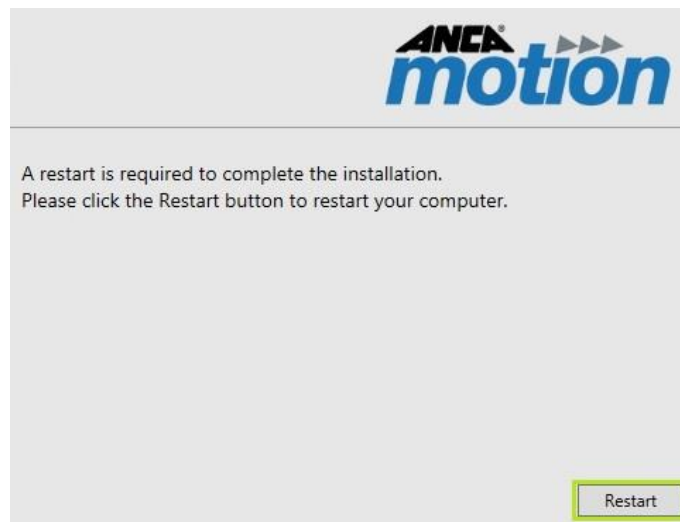 ANCA®
motion
A restart is required to complete the installation.
Please click the Restart button to restart your computer.
Restart